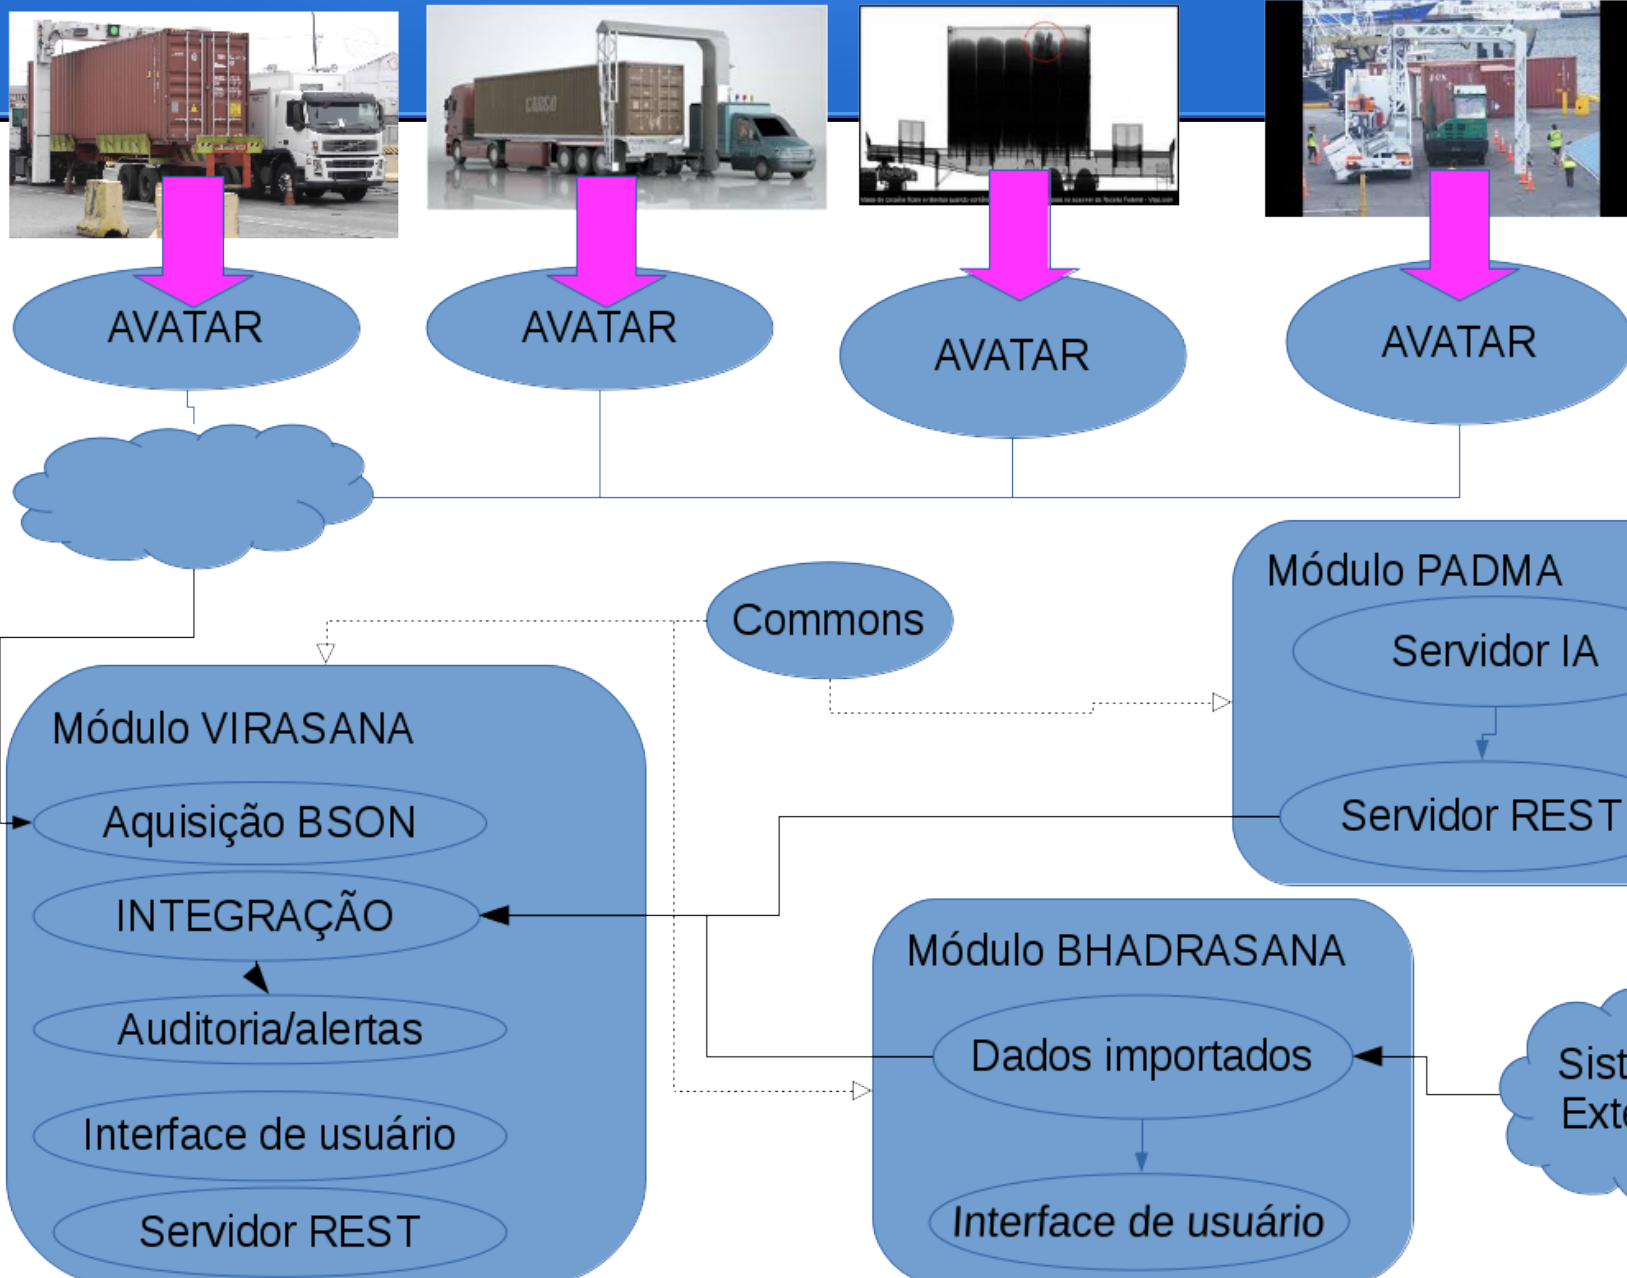 CARGO
AVATAR
AVATAR
AVATAR
AVATAR
Commons
Módulo PADMA
Servidor IA
Servidor REST
Módulo VIRASANA
Aquisição BSON
INTEGRAÇÃO
Auditoria/alertas
Interface de usuário
Servidor REST
Módulo BHADRASANA
Dados importados
Interface de usuário
Sist
Exte